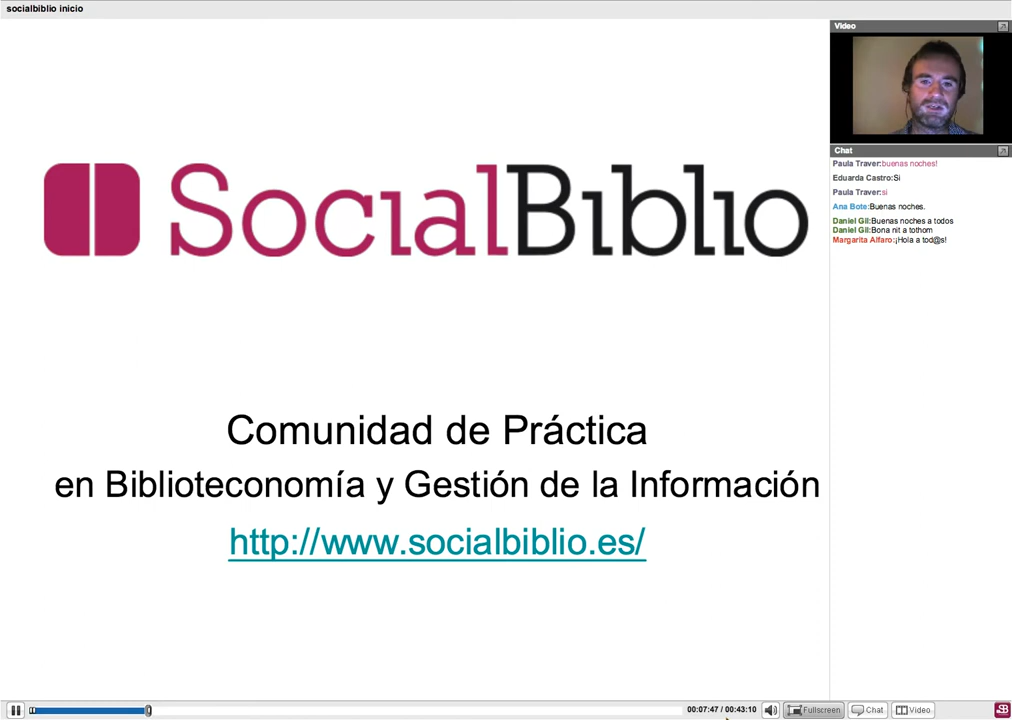 socialbiblio inicio
Video
SocialBiblio
Comunidad de Práctica
en Biblioteconomía y Gestión de la Información
http://www.socialbiblio.es/
Chat
Paula Traver:buenas noches!
Eduarda Castro:Si
Paula Traver:si
Ana Bote:Buenas noches.
Daniel Gil:Buenas noches a todos
Daniel Gil:Bona nit a tothom
Margarita Alfaro:¡Hola a tod@s!
00:07:47 / 00:43:10
Fullscreen
Chat
Video
SB